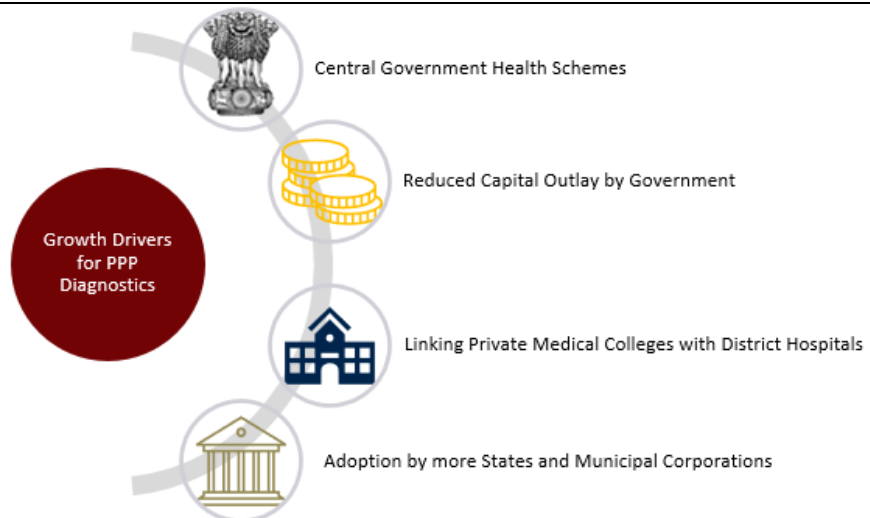 Central Government Health Schemes
Reduced Capital Outlay by Government
Growth Drivers
for PPP
Diagnostics
Linking Private Medical Colleges with District Hospitals
Adoption by more States and Municipal Corporations